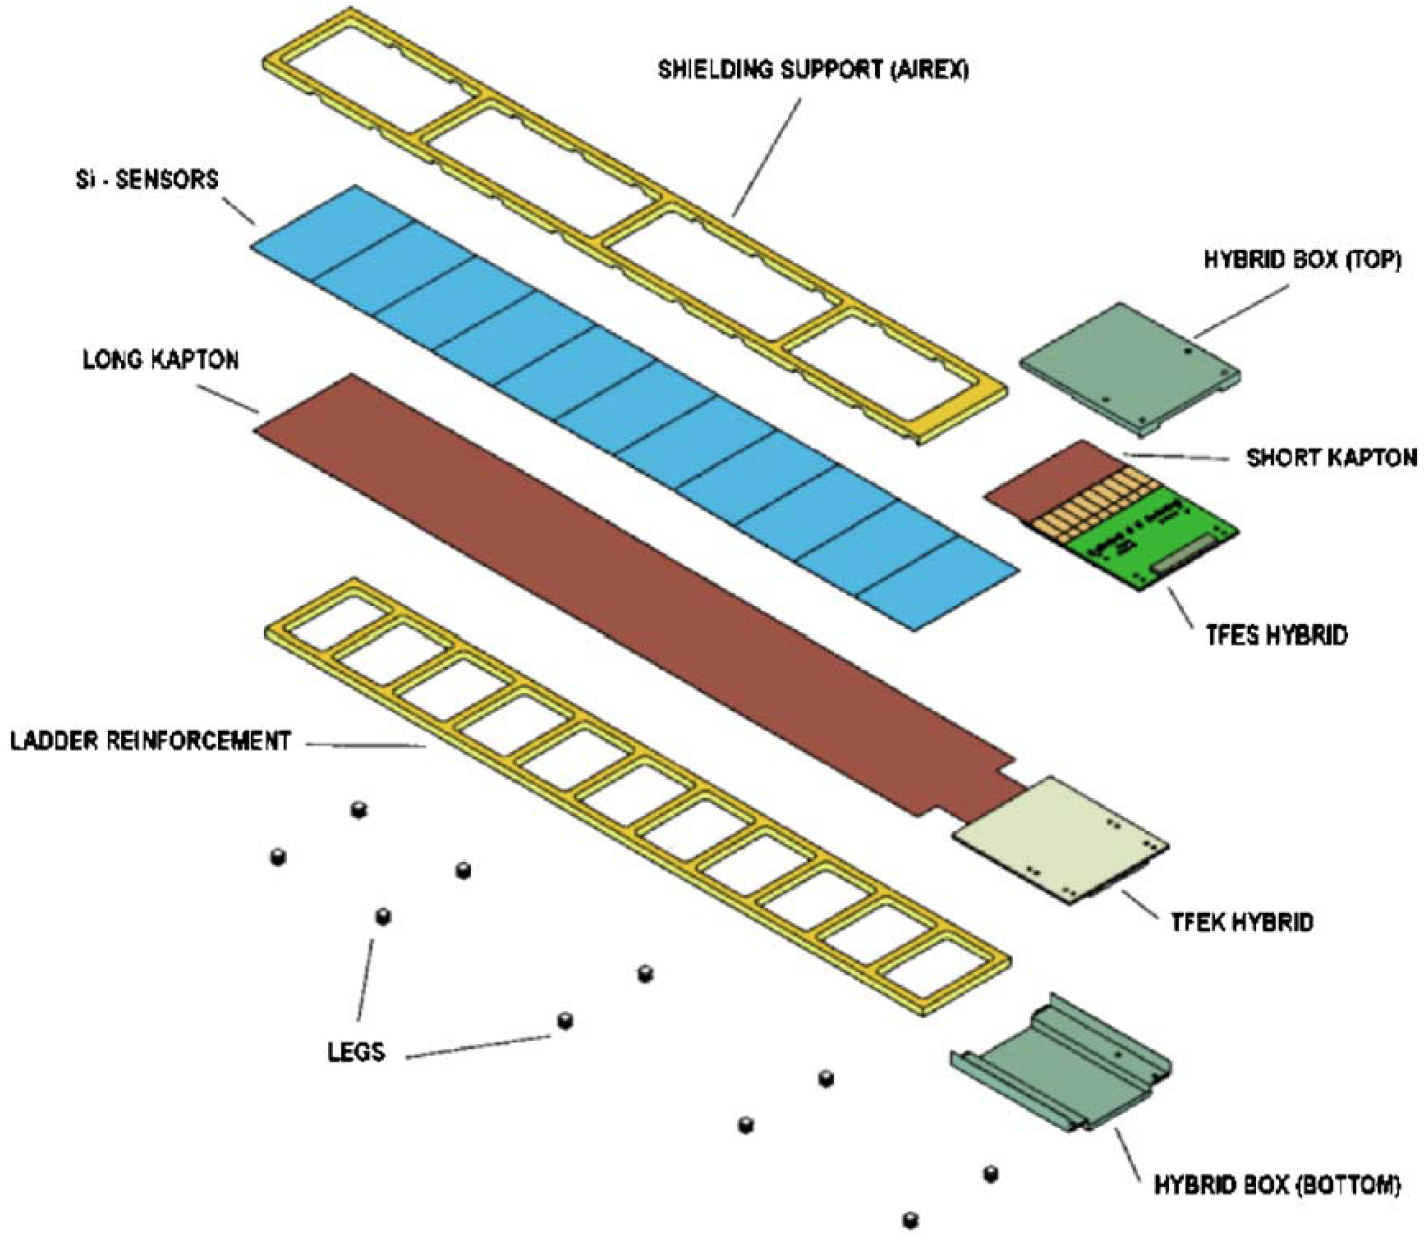 SHIELDING SUPPORT (AIREX)
Si - SENSORS
HYBRID BOX (TOP)
LONG KAPTON
SHORT KAPTON
TFES HYBRID
LADDER REINFORCEMENT
TFEK HYBRID
LEGS
HYBRID BOX (BOTTOM)